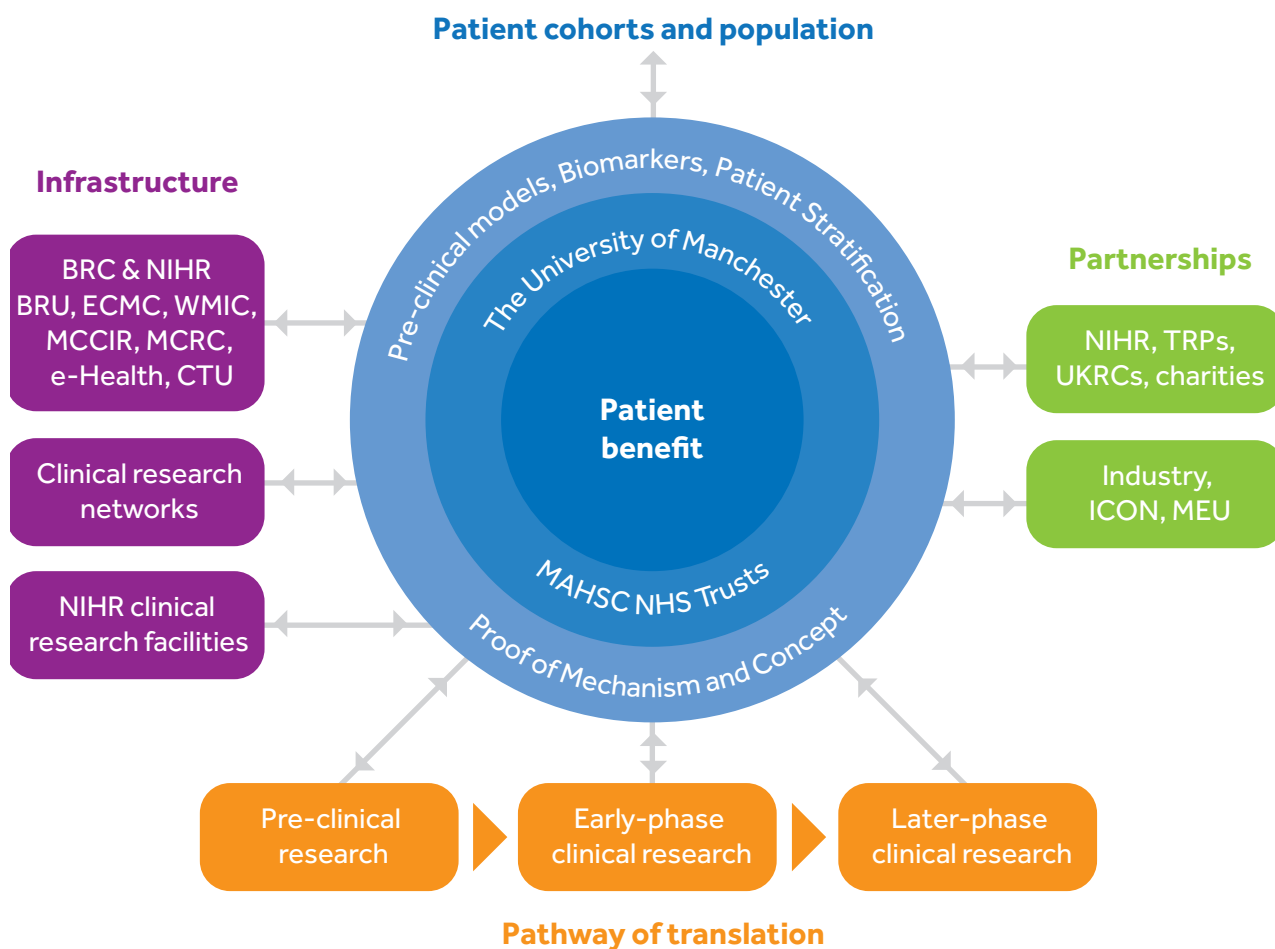 Patient cohorts and population
Infrastructure
BRC & NIHR
BRU, ECMC, WMIC,
MCCIR, MCRC,
e-Health, CTU
Clinical research
networks
NIHR clinical
research facilities
Pre-clinical models, Biomarkers, Patient Stratification
The University of Manchester
Patient
benefit
MAHSC NHS Trusts
Proof of Mechanism and Concept
Partnerships
NIHR, TRPs,
UKRCs, charities
Industry,
ICON, MEU
Pre-clinical
research
Early-phase
clinical research
Later-phase
clinical research
Pathway of translation